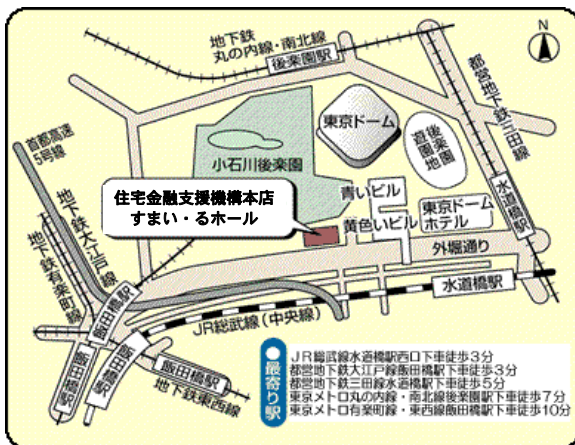 N
地下鉄
丸の内線・南北線
後楽園駅
都営地下鉄三田線
首都高速
5号線
東京ドーム
後楽園
遊園地
小石川後楽園
地下鉄大江戸線
地下鉄有楽町線
住宅金融支援機橋本店
すまい・るホール
青いビル
黄色いビル
東京ドーム
ホテル
水道橋駅
外堀通り
水道橋駅
飯田橋駅
JR総武線(中央線)
飯田橋駅
飯田橋駅
飯田橋駅
地下鉄東西線
●最寄り駅
JR総武線水道橋駅西口下車徒歩3分
都営地下鉄大江戸線飯田橋駅下車徒歩3分
都営地下鉄三田線水道橋駅下車徒歩5分
東京メトロ丸の内線・南北線後楽園駅下車徒歩7分
東京メトロ有楽町線・東西線飯田橋駅下車徒歩10分